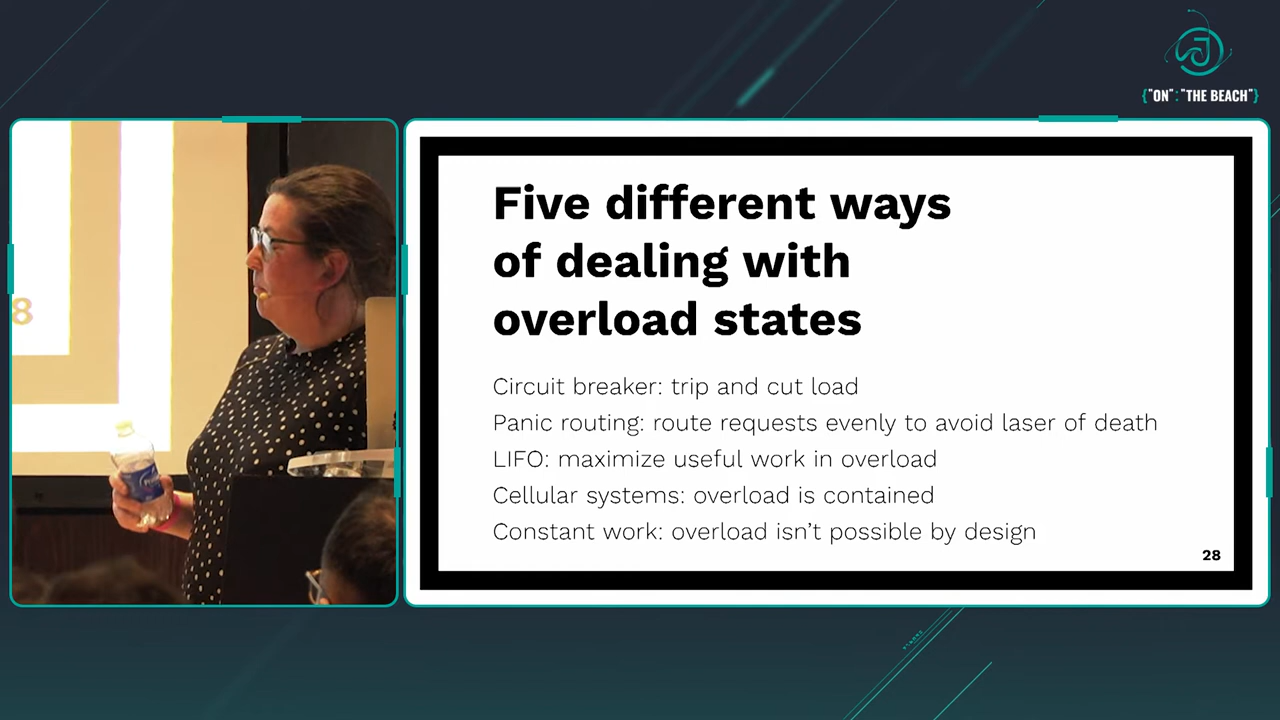 {"ON":"THE BEACH"}
8
Five different ways
of dealing with
overload states
Circuit breaker: trip and cut load
Panic routing: route requests evenly to avoid laser of death
LIFO: maximize useful work in overload
Cellular systems: overload is contained
Constant work: overload isn't possible by design
28